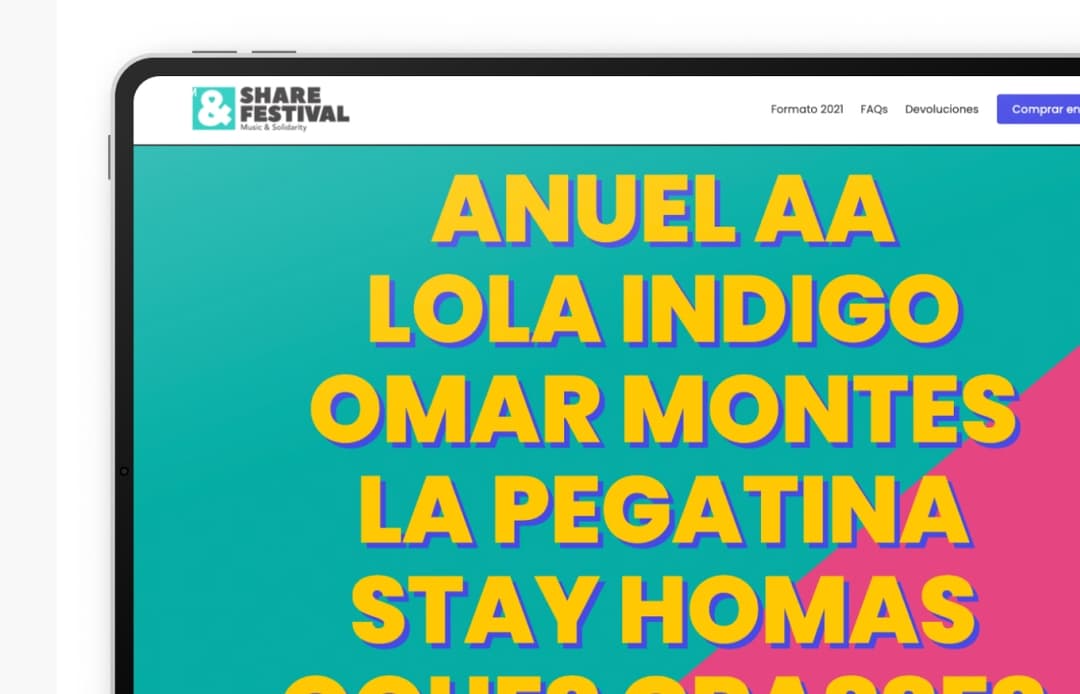 &
SHARE
FESTIVAL
Music & Solidarity
Formato 2021 FAQs Devoluciones Comprar en
ANUEL AA
LOLA INDIGO
OMAR MONTES
LA PEGATINA
STAY HOMAS